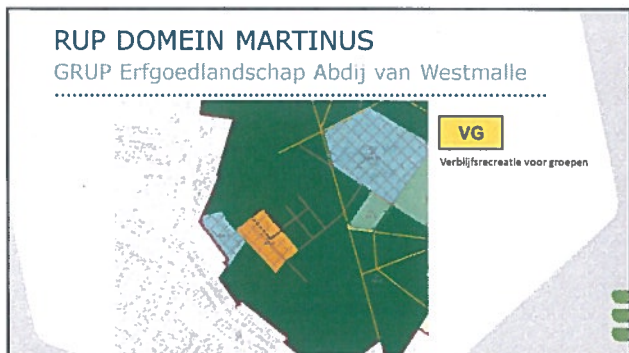 RUP DOMEIN MARTINUS
GRUP Erfgoedlandschap Abdij van Westmalle
VG
Verblijfsrecreatie voor groepen